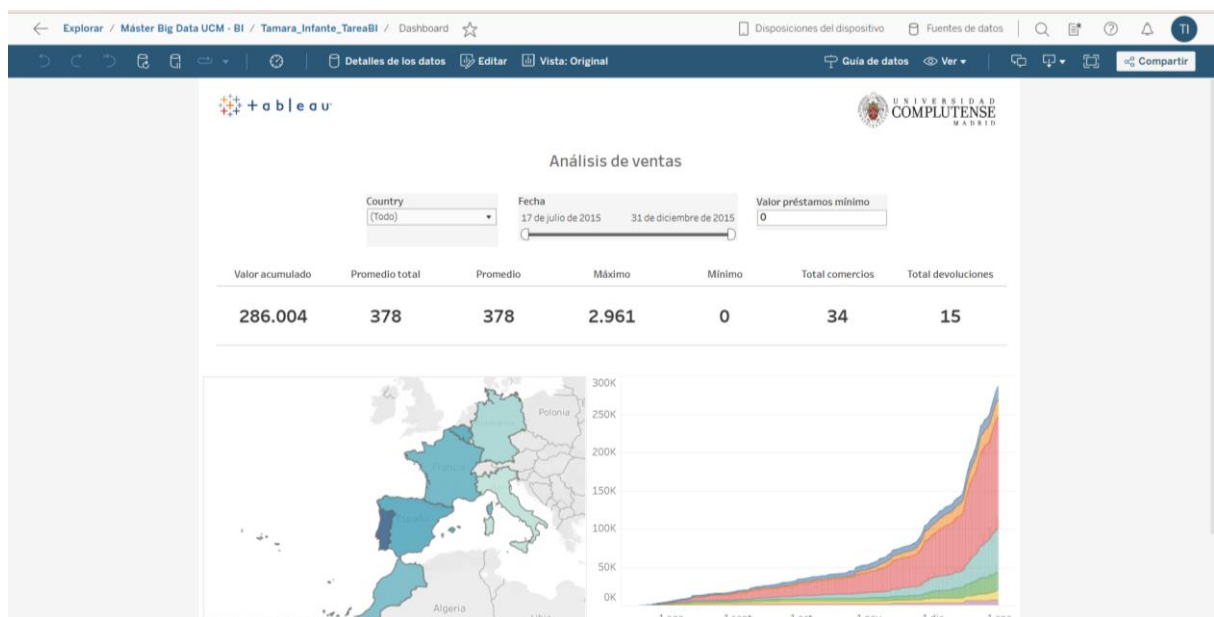 Explorar / Máster Big Data UCM - BI / Tamara_Infante_TareaBI / Dashboard
Disposiciones del dispositivo
Fuentes de datos
TI
Detalles de los datos
Editar
Vista: Original
Guía de datos
Ver
Compartir
+ableau
UNIVERSIDAD
COMPLUTENSE
MADRID
Análisis de ventas
Country
(Todo)
Fecha
17 de julio de 2015 31 de diciembre de 2015
Valor préstamos mínimo
0
Valor acumulado Promedio total Promedio Máximo Mínimo Total comercios Total devoluciones
286.004 378 378 2.961 0 34 15
Polonia
Francia
España
Algeria
300K
250K
200K
150K
100K
50K
0K